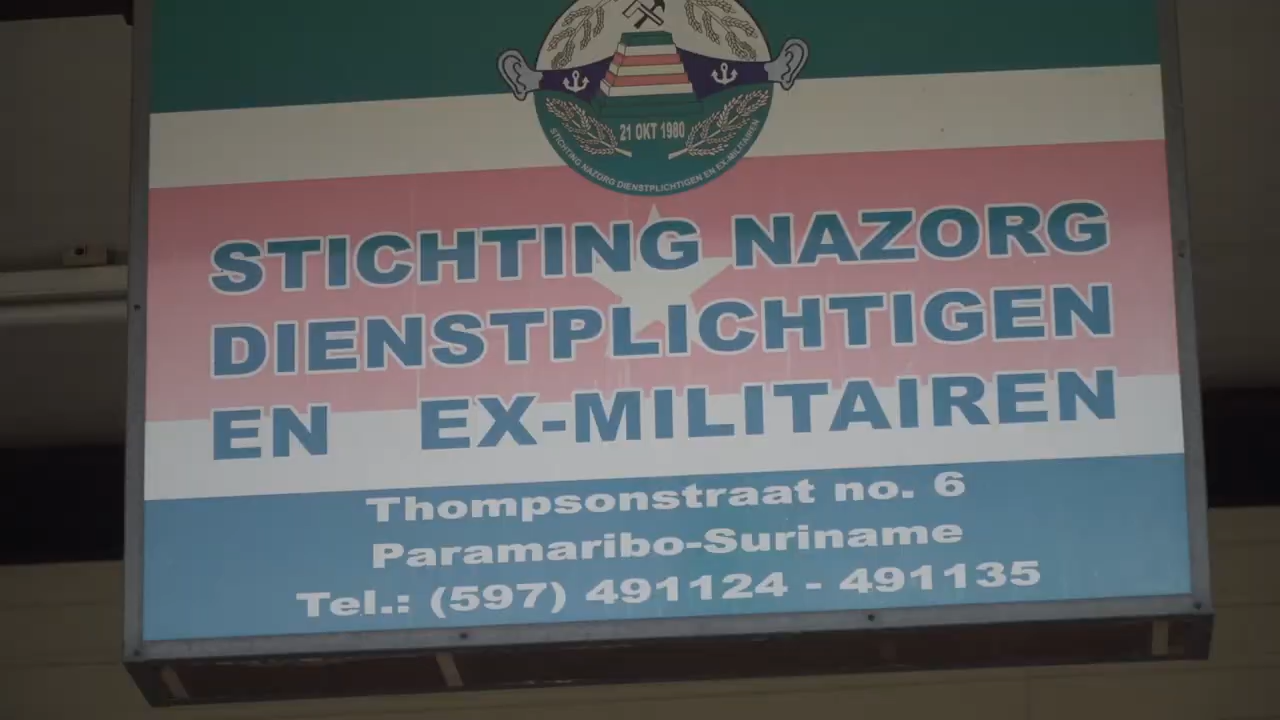 21 OKT 1980
STICHTING NAZORG DIENSTPLICHTIGEN EN EX-MILITAIREN
STICHTING NAZORG
DIENSTPLICHTIGEN
EN EX-MILITAIREN
Thompsonstraat no. 6
Paramaribo-Suriname
Tel.: (597) 491124 - 491135